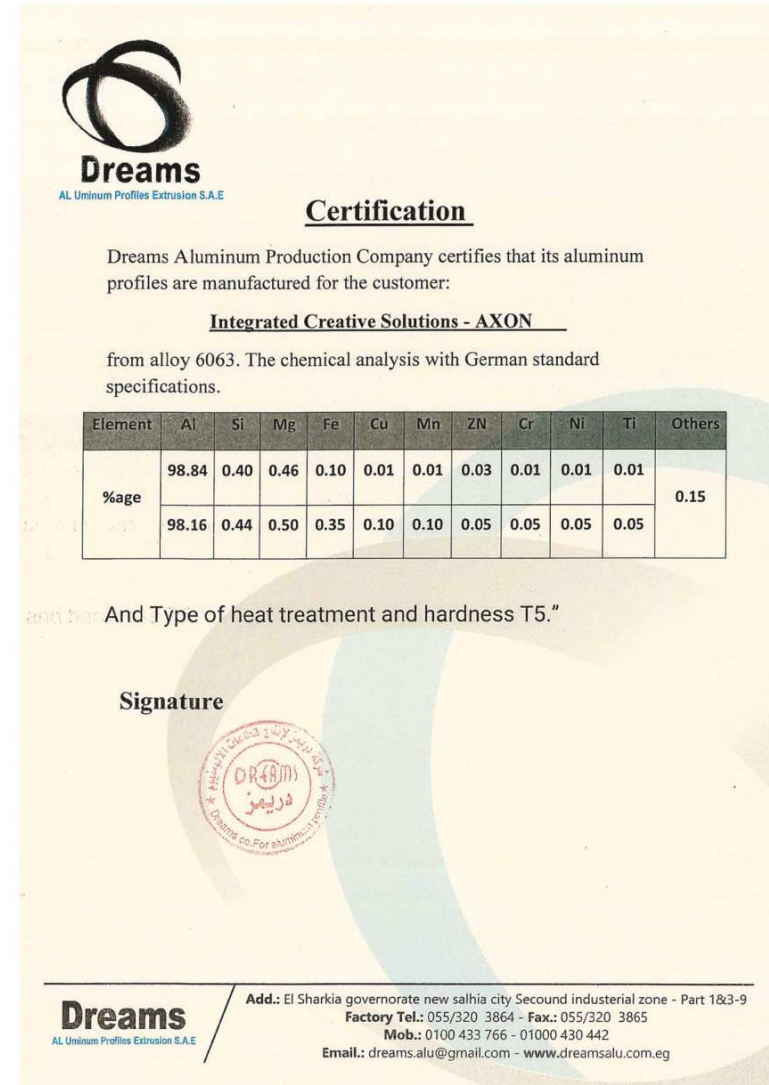 Dreams
AL Uminum Profiles Extrusion S.A.E
Certification
Dreams Aluminum Production Company certifies that its aluminum
profiles are manufactured for the customer:
Integrated Creative Solutions - AXON
from alloy 6063. The chemical analysis with German standard
specifications.
Element Al Si Mg Fe Cu Mn ZN Cr Ni Ti Others
%age
98.84 0.40 0.46 0.10 0.01 0.01 0.03 0.01 0.01 0.01
0.15
98.16 0.44 0.50 0.35 0.10 0.10 0.05 0.05 0.05 0.05
And Type of heat treatment and hardness T5.”
Signature
DREAMS
دريمز
Dreams co.For aluminium profile
Dreams
AL Uminum Profiles Extrusion S.A.E
Add.: El Sharkia governorate new salhia city Secound industerial zone - Part 1&3-9
Factory Tel.: 055/320 3864 - Fax.: 055/320 3865
Mob.: 0100 433 766 - 01000 430 442
Email.: dreams.alu@gmail.com - www.dreamsalu.com.eg